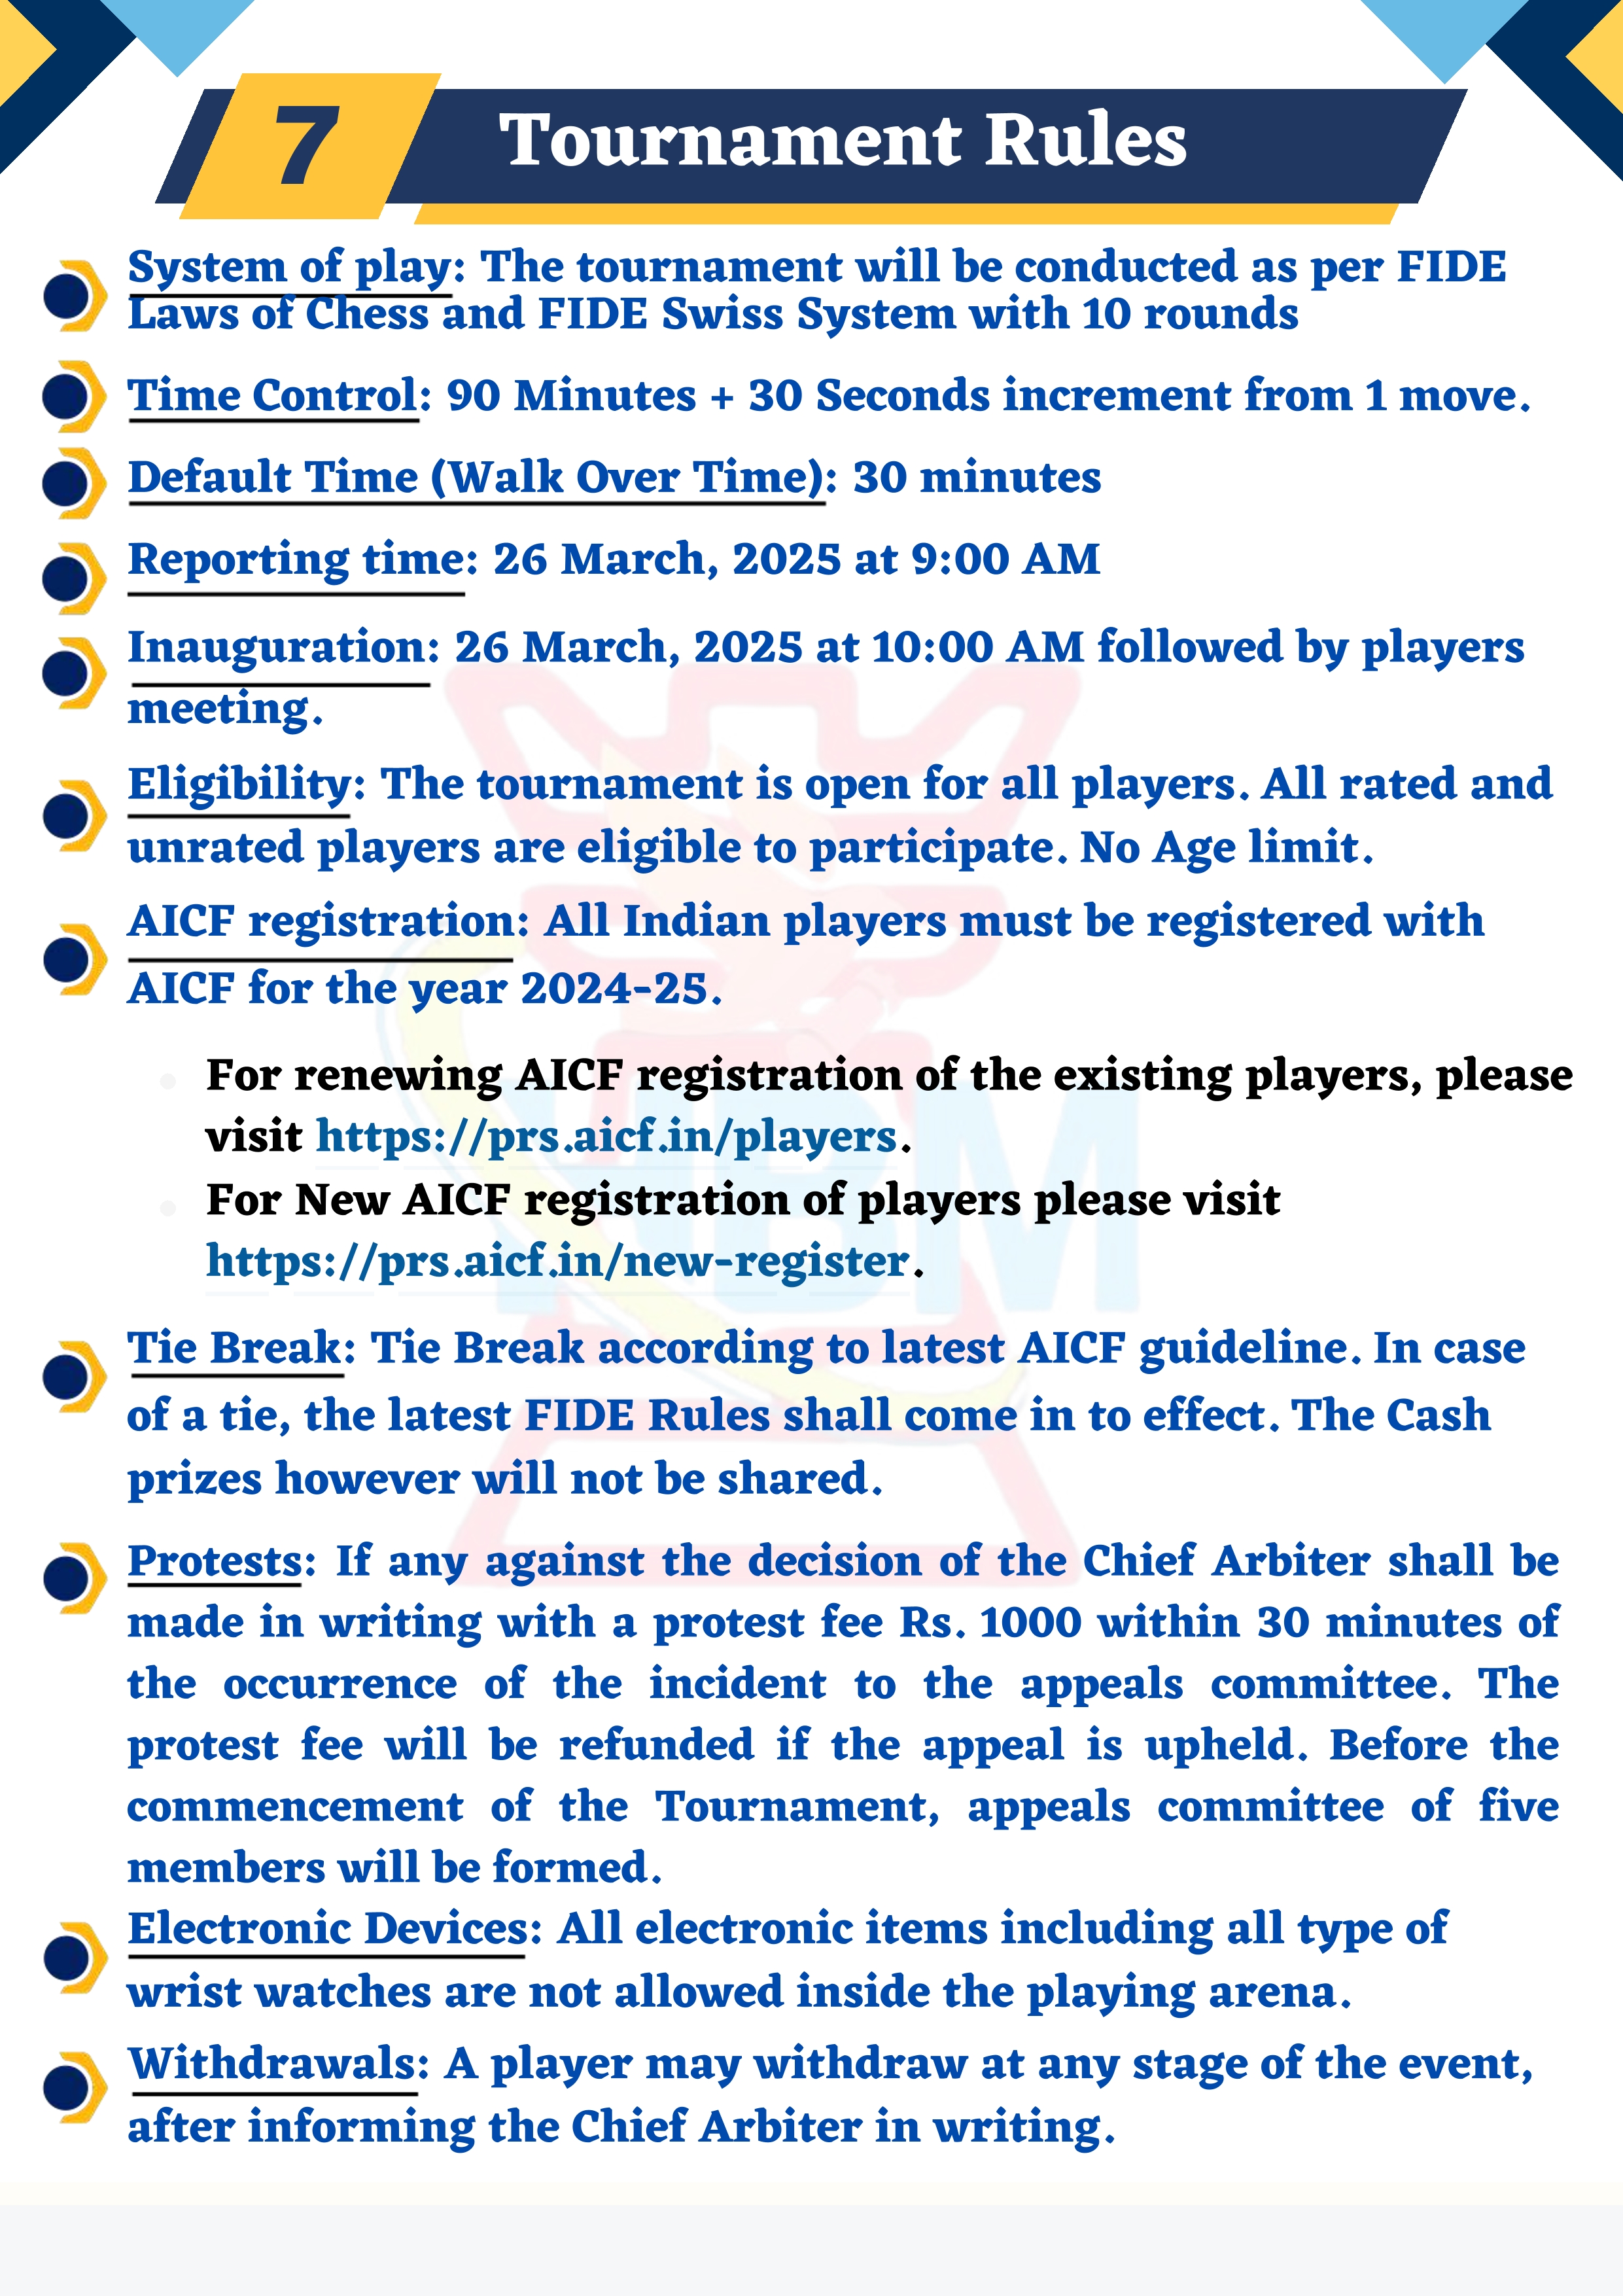 7
Tournament Rules
System of play: The tournament will be conducted as per FIDE
Laws of Chess and FIDE Swiss System with 10 rounds
Time Control: 90 Minutes + 30 Seconds increment from 1 move.
Default Time (Walk Over Time): 30 minutes
Reporting time: 26 March, 2025 at 9:00 AM
Inauguration: 26 March, 2025 at 10:00 AM followed by players
meeting.
Eligibility: The tournament is open for all players. All rated and
unrated players are eligible to participate. No Age limit.
AICF registration: All Indian players must be registered with
AICF for the year 2024-25.
For renewing AICF registration of the existing players, please
visit https://prs.aicf.in/players.
For New AICF registration of players please visit
https://prs.aicf.in/new-register.
HBM
Tie Break: Tie Break according to latest AICF guideline. In case
of a tie, the latest FIDE Rules shall come in to effect. The Cash
prizes however will not be shared.
Protests: If any against the decision of the Chief Arbiter shall be
made in writing with a protest fee Rs. 1000 within 30 minutes of
the occurrence of the incident to the appeals committee. The
protest fee will be refunded if the appeal is upheld. Before the
commencement of the Tournament, appeals committee of five
members will be formed.
Electronic Devices: All electronic items including all type of
wrist watches are not allowed inside the playing arena.
Withdrawals: A player may withdraw at any stage of the event,
after informing the Chief Arbiter in writing.